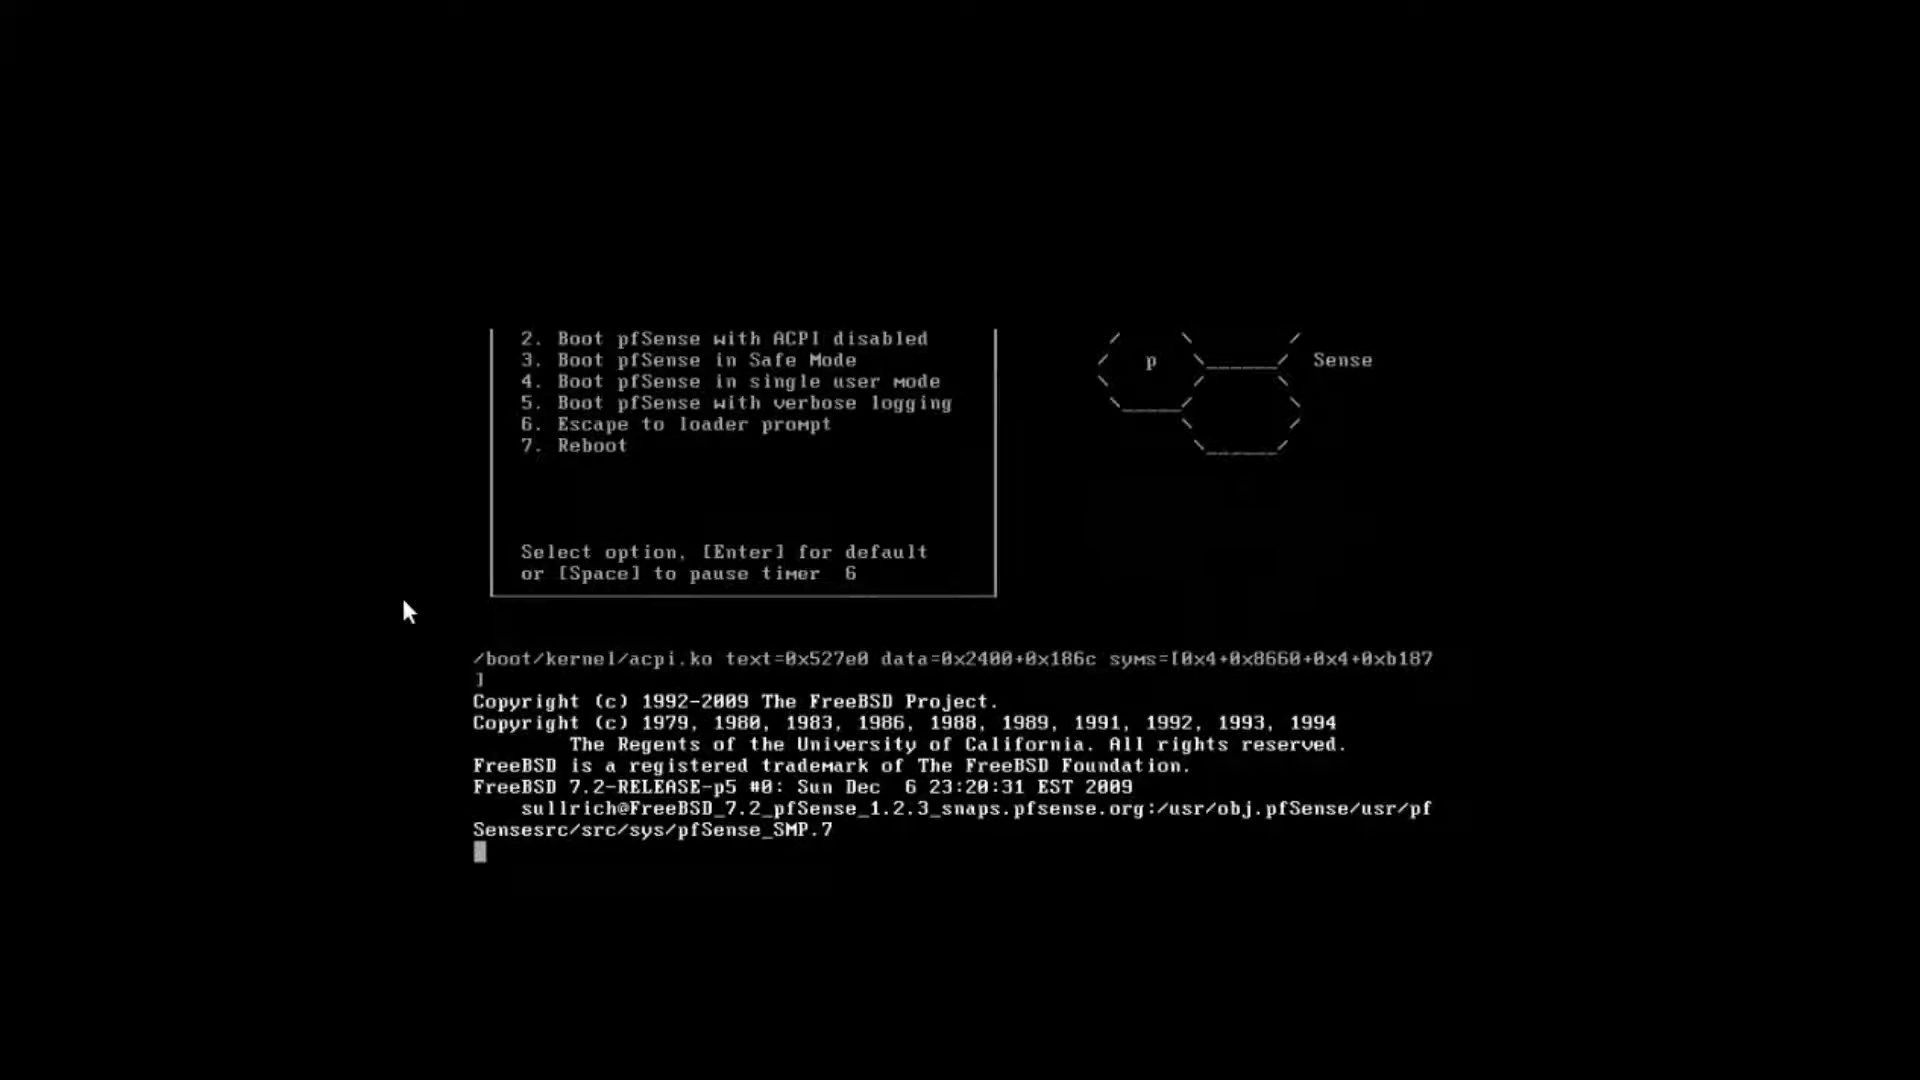 2. Boot pfSense with ACPI disabled
3. Boot pfSense in Safe Mode
4. Boot pfSense in single user mode
5. Boot pfSense with verbose logging
6. Escape to loader prompt
7. Reboot
p Sense
Select option, [Enter] for default
or [Space] to pause timer 6
/boot/kernel/acpi.ko text=0x527e0 data=0x2400+0x186c syms=[0x4+0x8660+0x4+0xb187
]
Copyright (c) 1992-2009 The FreeBSD Project.
Copyright (c) 1979, 1980, 1983, 1986, 1988, 1989, 1991, 1992, 1993, 1994
The Regents of the University of California. All rights reserved.
FreeBSD is a registered trademark of The FreeBSD Foundation.
FreeBSD 7.2-RELEASE-p5 #0: Sun Dec  6 23:20:31 EST 2009
sullrich@FreeBSD_7.2_pfSense_1.2.3_snaps.pfsense.org:/usr/obj.pfSense/usr/pf
Sensesrc/src/sys/pfSense_SMP.7